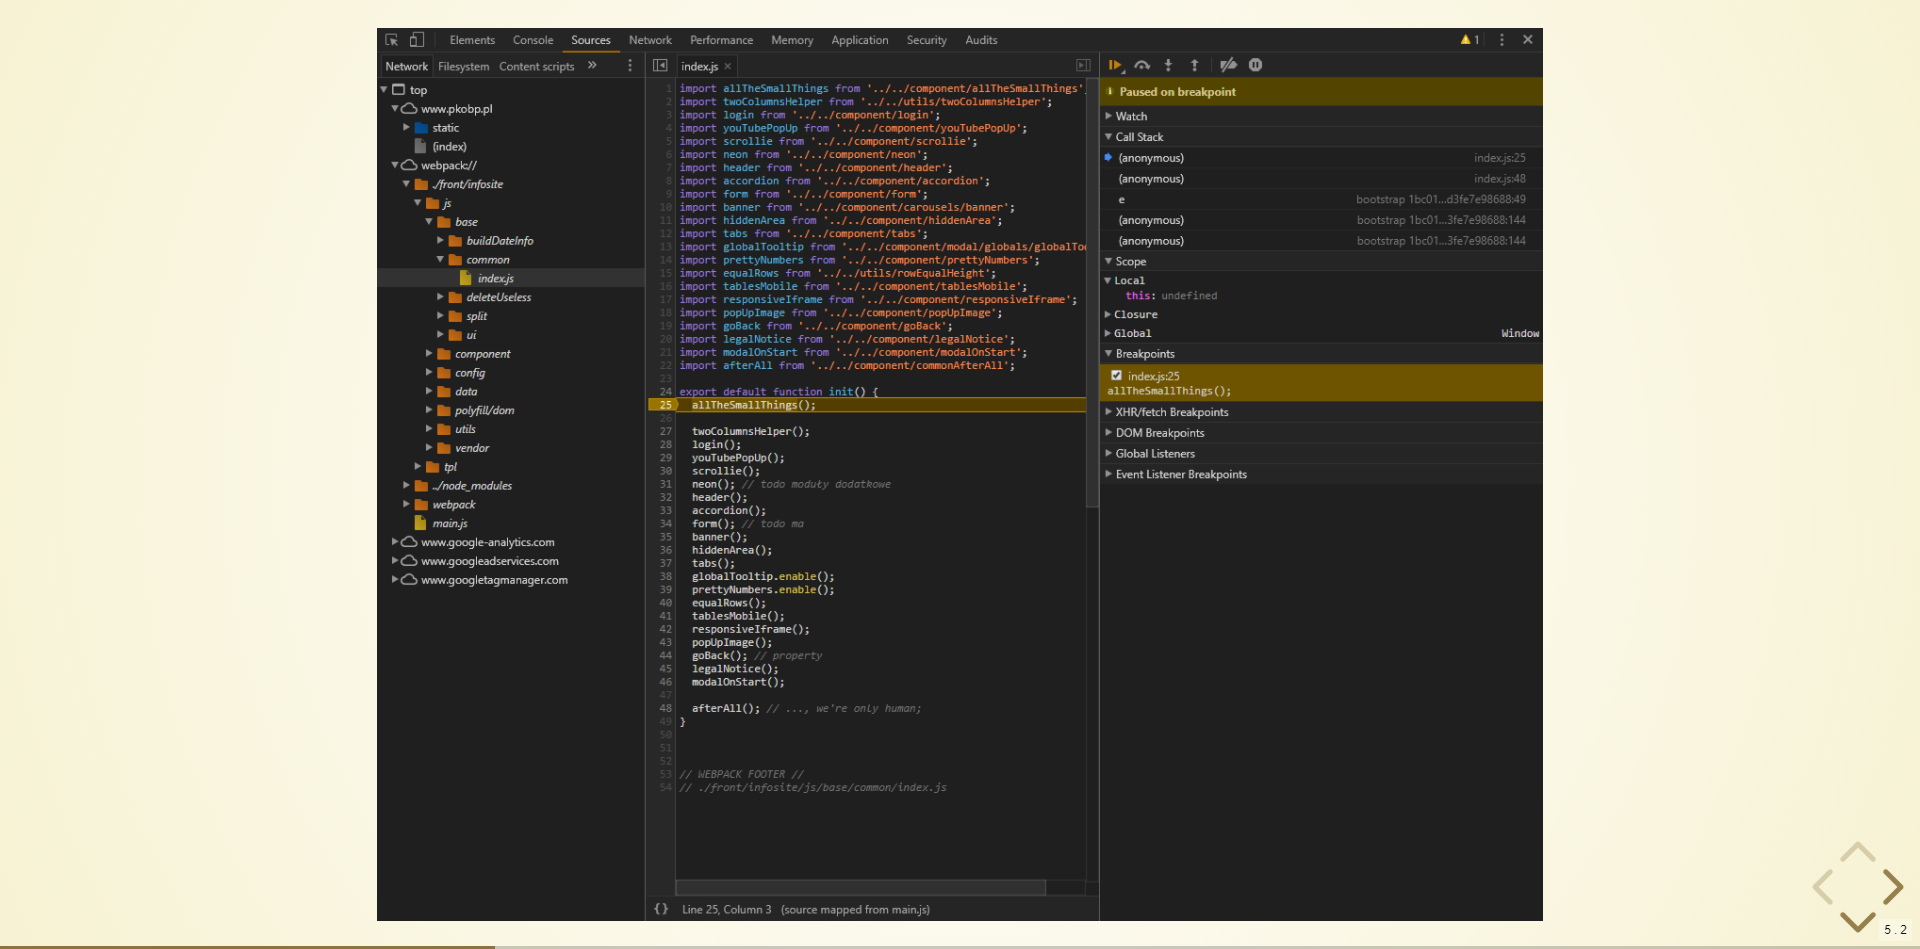 Elements Console Sources Network Performance Memory Application Security Audits 1
Network Filesystem Content scripts »
top
www.pkobp.pl
static
(index)
webpack://
./front/infosite
js
base
buildDateInfo
common
index.js
deleteUseless
split
ui
component
config
data
polyfill/dom
utils
vendor
tpl
../node_modules
webpack
main.js
www.google-analytics.com
www.googleadservices.com
www.googletagmanager.com
index.js ×
1 import allTheSmallThings from '../../component/allTheSmallThings'
2 import twoColumnsHelper from '../../utils/twoColumnsHelper';
3 import login from '../../component/login';
4 import youTubePopUp from '../../component/youTubePopUp';
5 import scrollie from '../../component/scrollie';
6 import neon from '../../component/neon';
7 import header from '../../component/header';
8 import accordion from '../../component/accordion';
9 import form from '../../component/form';
10 import banner from '../../component/carousels/banner';
11 import hiddenArea from '../../component/hiddenArea';
12 import tabs from '../../component/tabs';
13 import globalTooltip from '../../component/modal/globals/globalToo
14 import prettyNumbers from '../../component/prettyNumbers';
15 import equalRows from '../../utils/rowEqualHeight';
16 import tablesMobile from '../../component/tablesMobile';
17 import responsiveIframe from '../../component/responsiveIframe';
18 import popUpImage from '../../component/popUpImage';
19 import goBack from '../../component/goBack';
20 import legalNotice from '../../component/legalNotice';
21 import modalOnStart from '../../component/modalOnStart';
22 import afterAll from '../../component/commonAfterAll';
23
24 export default function init() {
25 allTheSmallThings();
26
27 twoColumnsHelper();
28 login();
29 youTubePopUp();
30 scrollie();
31 neon(); // todo moduły dodatkowe
32 header();
33 accordion();
34 form(); // todo ma
35 banner();
36 hiddenArea();
37 tabs();
38 globalTooltip.enable();
39 prettyNumbers.enable();
40 equalRows();
41 tablesMobile();
42 responsiveIframe();
43 popUpImage();
44 goBack(); // property
45 legalNotice();
46 modalOnStart();
47
48 afterAll(); // ..., we're only human;
49 }
50
51
52
53 // WEBPACK FOOTER //
54 // ./front/infosite/js/base/common/index.js
{} Line 25, Column 3 (source mapped from main.js)
Paused on breakpoint
Watch
Call Stack
(anonymous) index.js:25
(anonymous) index.js:48
e bootstrap 1bc01...d3fe7e98688:49
(anonymous) bootstrap 1bc01...3fe7e98688:144
(anonymous) bootstrap 1bc01...3fe7e98688:144
Scope
Local
this: undefined
Closure
Global Window
Breakpoints
index.js:25
allTheSmallThings();
XHR/fetch Breakpoints
DOM Breakpoints
Global Listeners
Event Listener Breakpoints
5.2